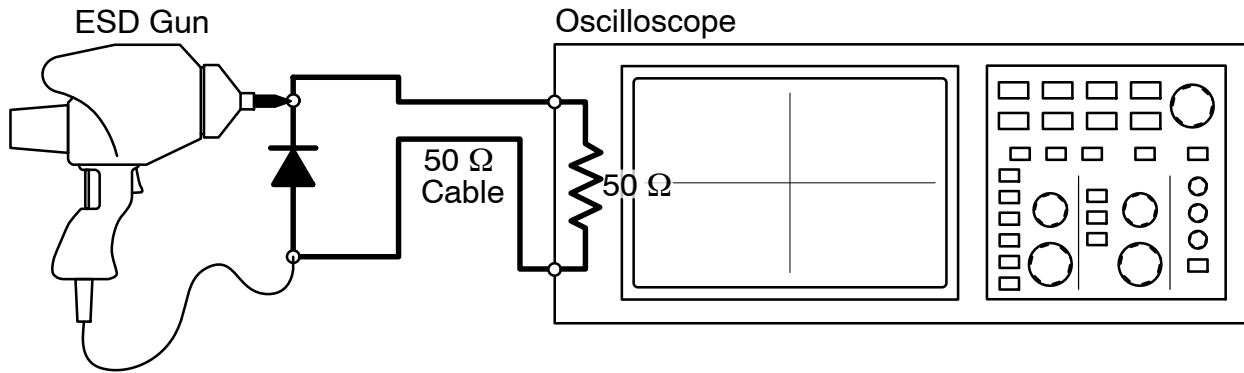 ESD Gun
Oscilloscope
50 Ω
Cable
50 Ω